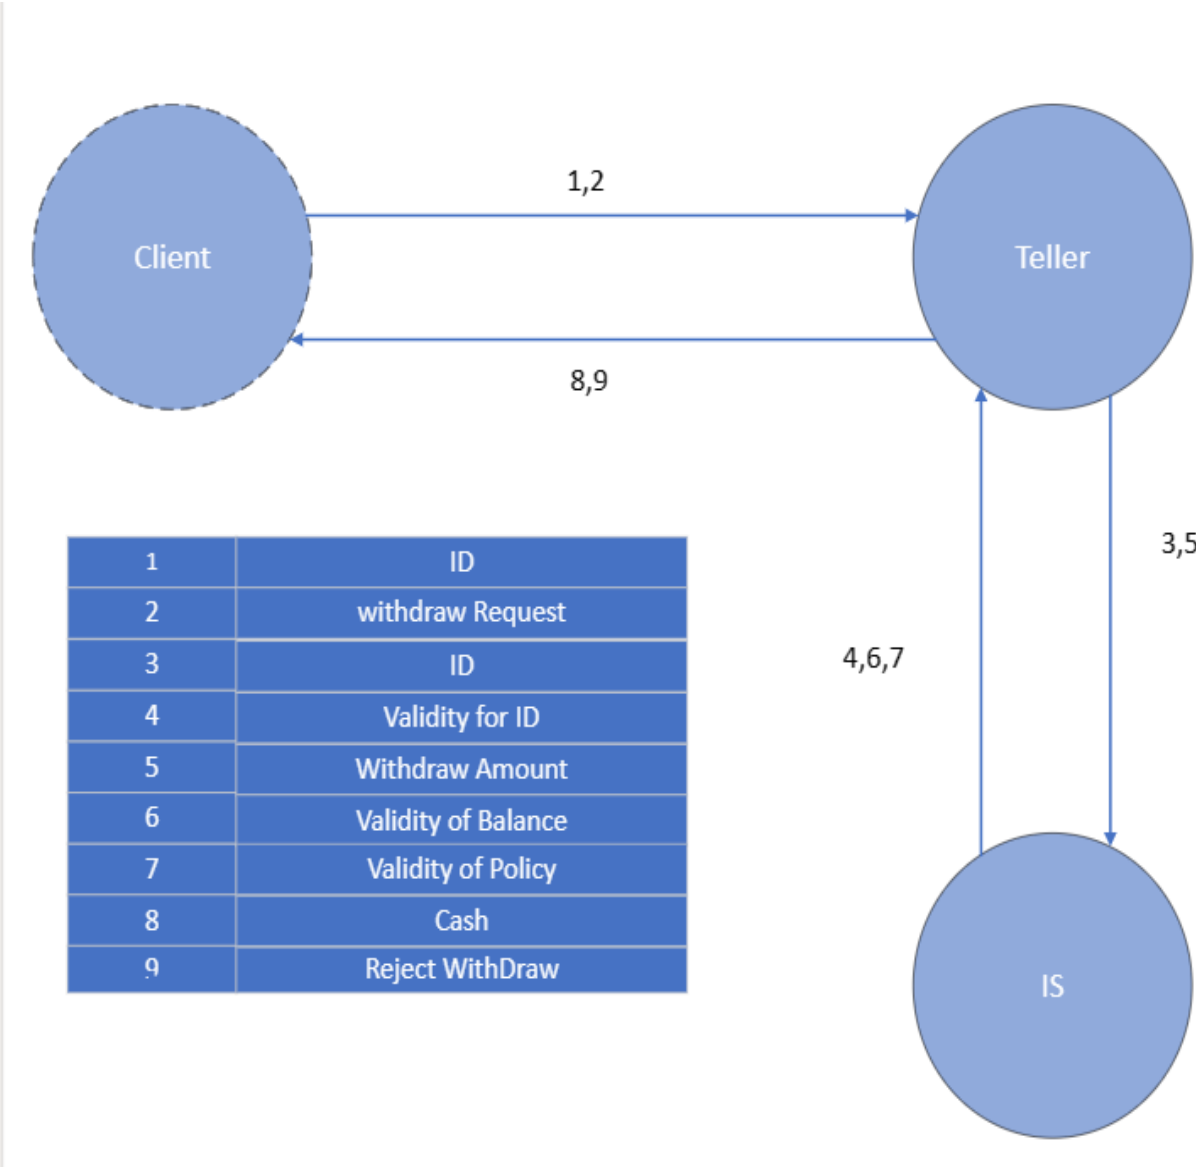 1,2
Client
Teller
8,9
3,5
4,6,7
1 ID
2 withdraw Request
3 ID
4 Validity for ID
5 Withdraw Amount
6 Validity of Balance
7 Validity of Policy
8 Cash
9 Reject WithDraw
IS